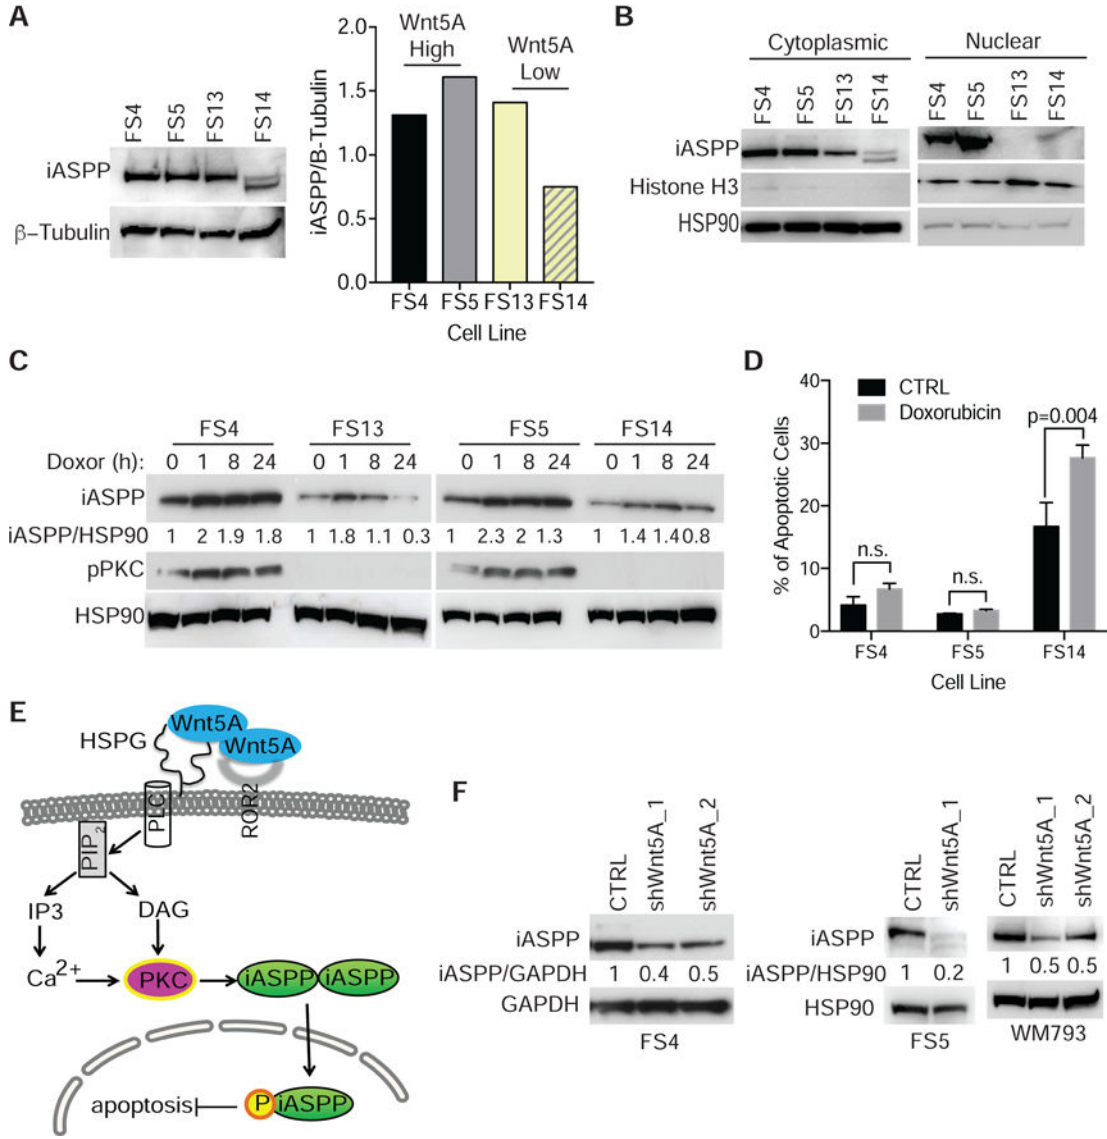 A
FS4 FS5 FS13 FS14
iASPP
β–Tubulin
iASPP/B-Tubulin
2.0
1.5
1.0
0.5
0.0
Wnt5A
High
Wnt5A
Low
FS4 FS5 FS13 FS14
Cell Line
B
Cytoplasmic Nuclear
FS4 FS5 FS13 FS14 FS4 FS5 FS13 FS14
iASPP
Histone H3
HSP90
C
FS4 FS13 FS5 FS14
Doxor (h): 0 1 8 24 0 1 8 24 0 1 8 24 0 1 8 24
iASPP
iASPP/HSP90 1 2 1.9 1.8 1 1.8 1.1 0.3 1 2.3 2 1.3 1 1.4 1.4 0.8
pPKC
HSP90
D
% of Apoptotic Cells
40
30
20
10
0
CTRL
Doxorubicin
p=0.004
n.s.
n.s.
FS4 FS5 FS14
Cell Line
E
HSPG
Wnt5A
Wnt5A
PLC
ROR2
PIP2
IP3 DAG
Ca2+ PKC iASPP iASPP
apoptosis P iASPP
F
CTRL shWnt5A_1 shWnt5A_2
iASPP
iASPP/GAPDH 1 0.4 0.5
GAPDH
FS4
CTRL shWnt5A_1 CTRL shWnt5A_1 shWnt5A_2
iASPP
iASPP/HSP90 1 0.2 1 0.5 0.5
HSP90
FS5 WM793